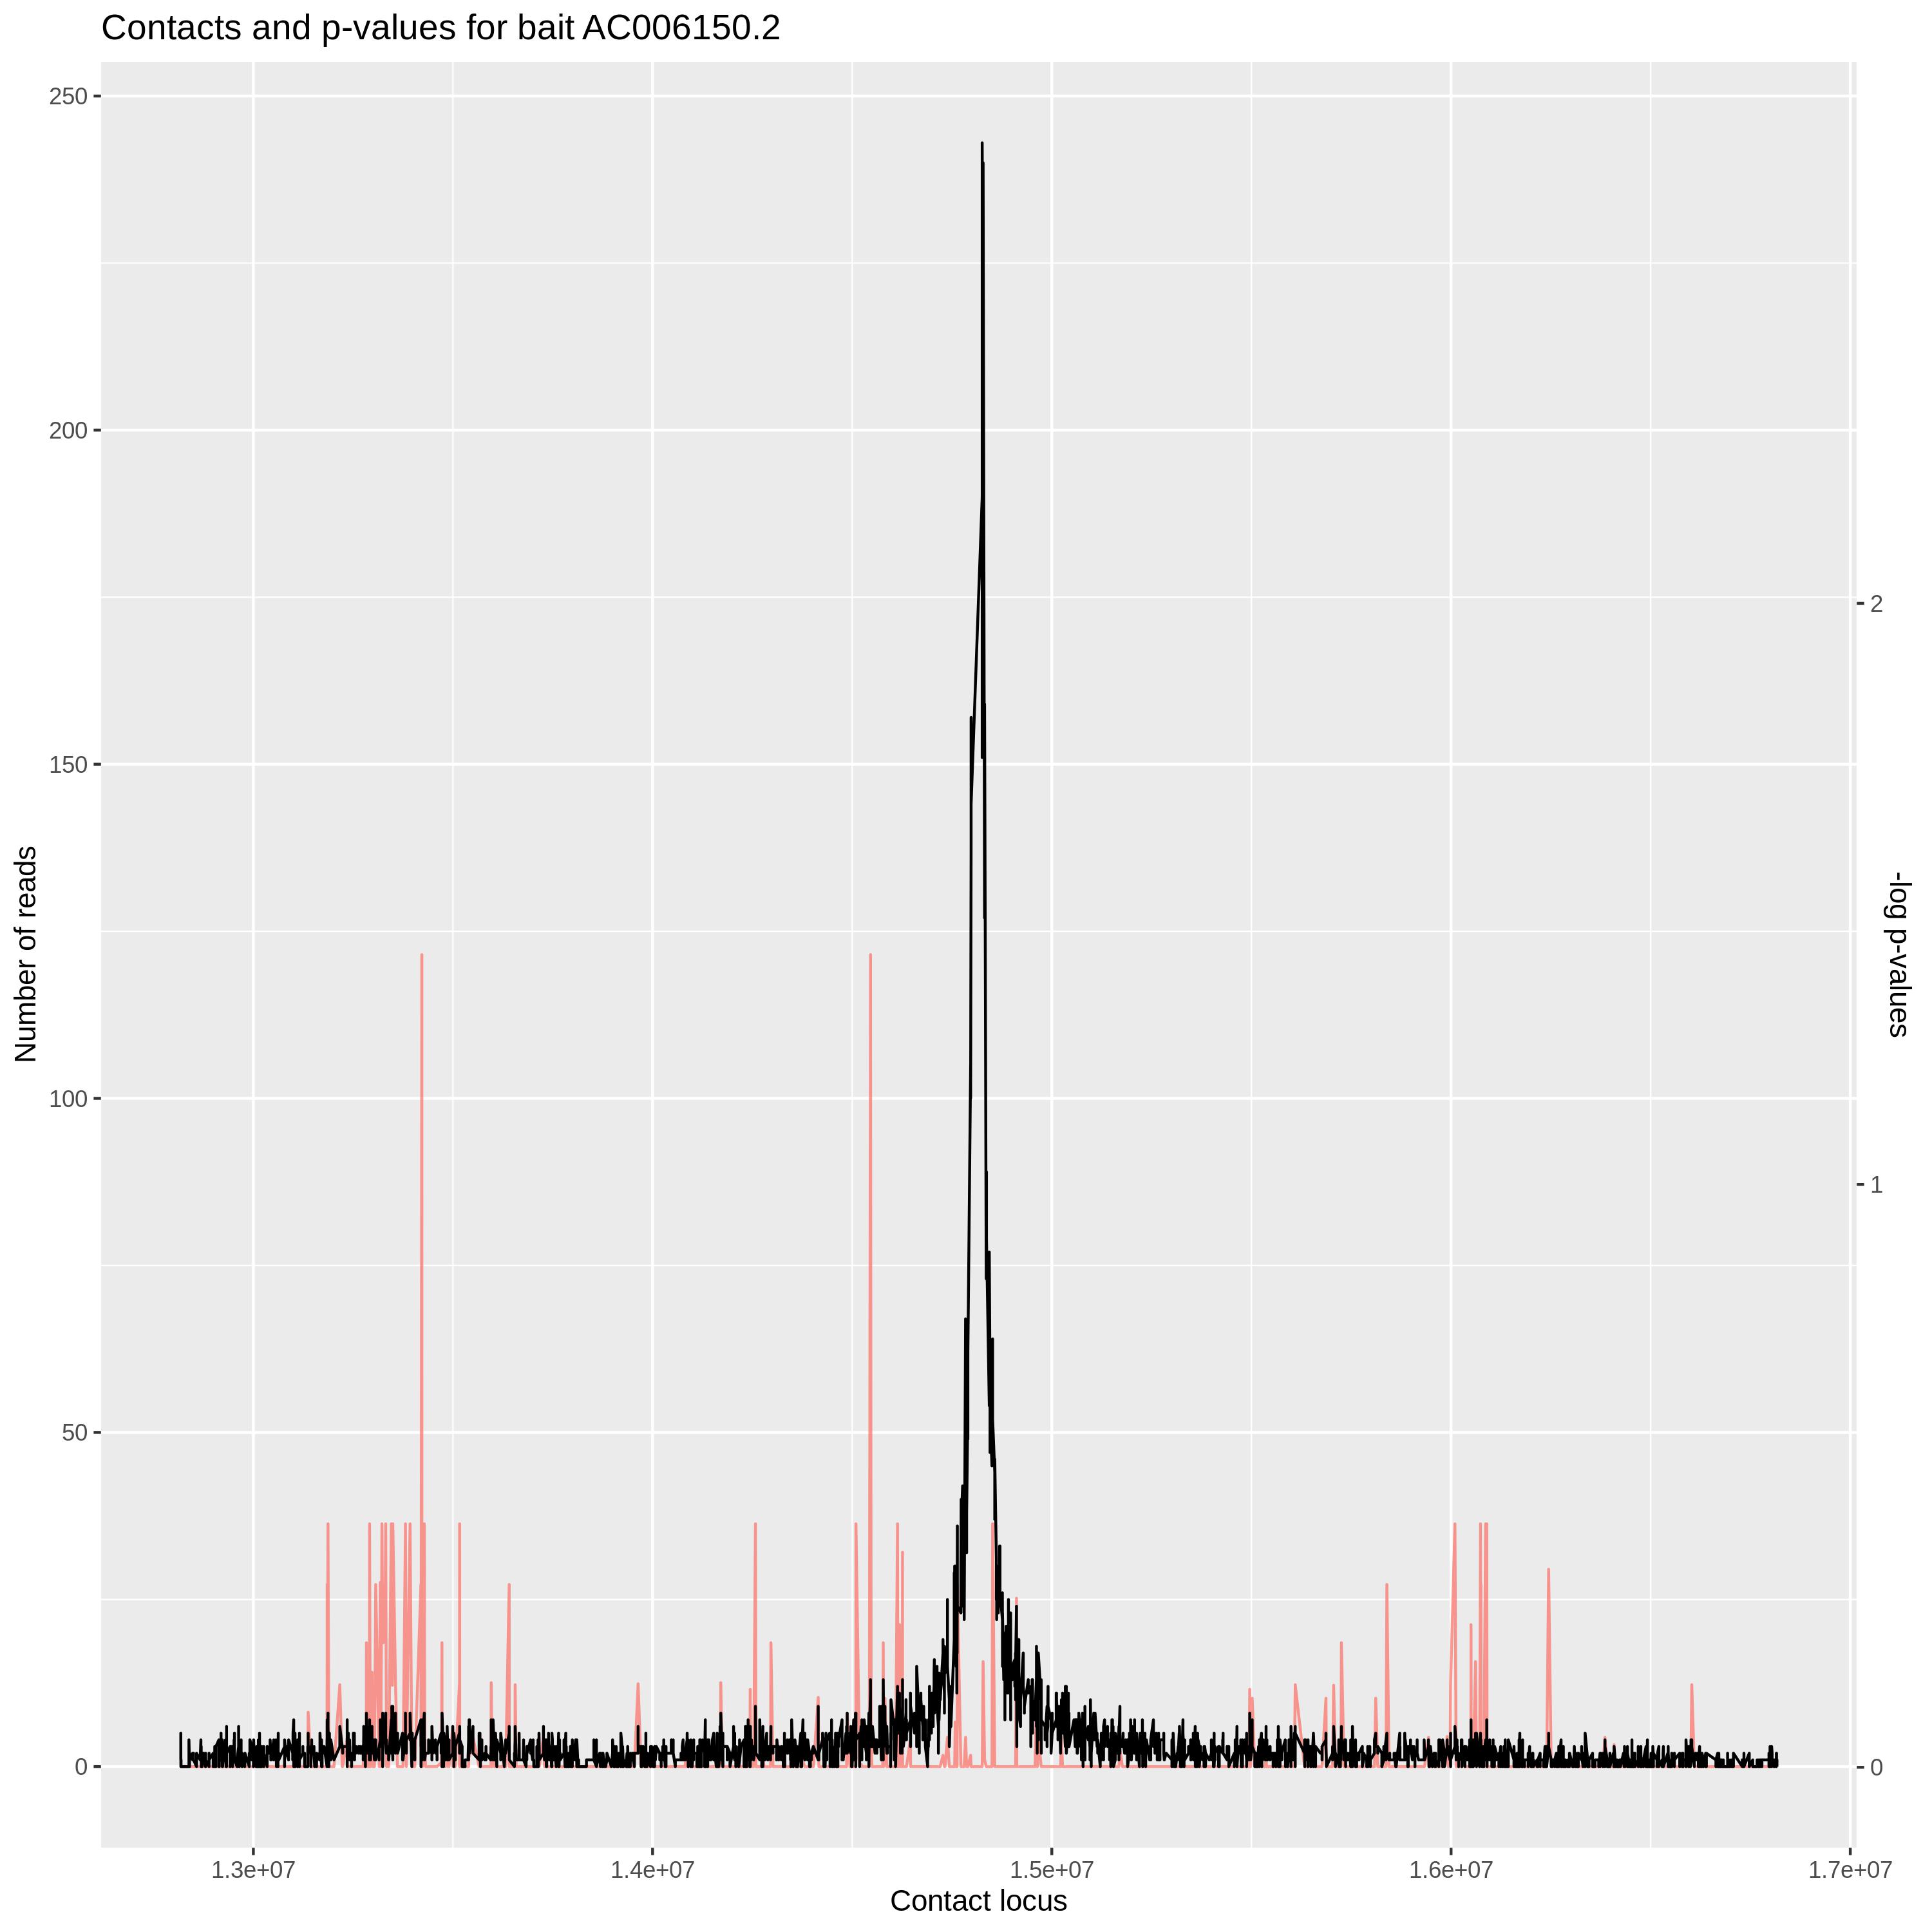 Contacts and p-values for bait AC006150.2
250
200
150
100
50
0
Number of reads
2
1
0
-log p-values
1.3e+07
1.4e+07
1.5e+07
1.6e+07
1.7e+07
Contact locus